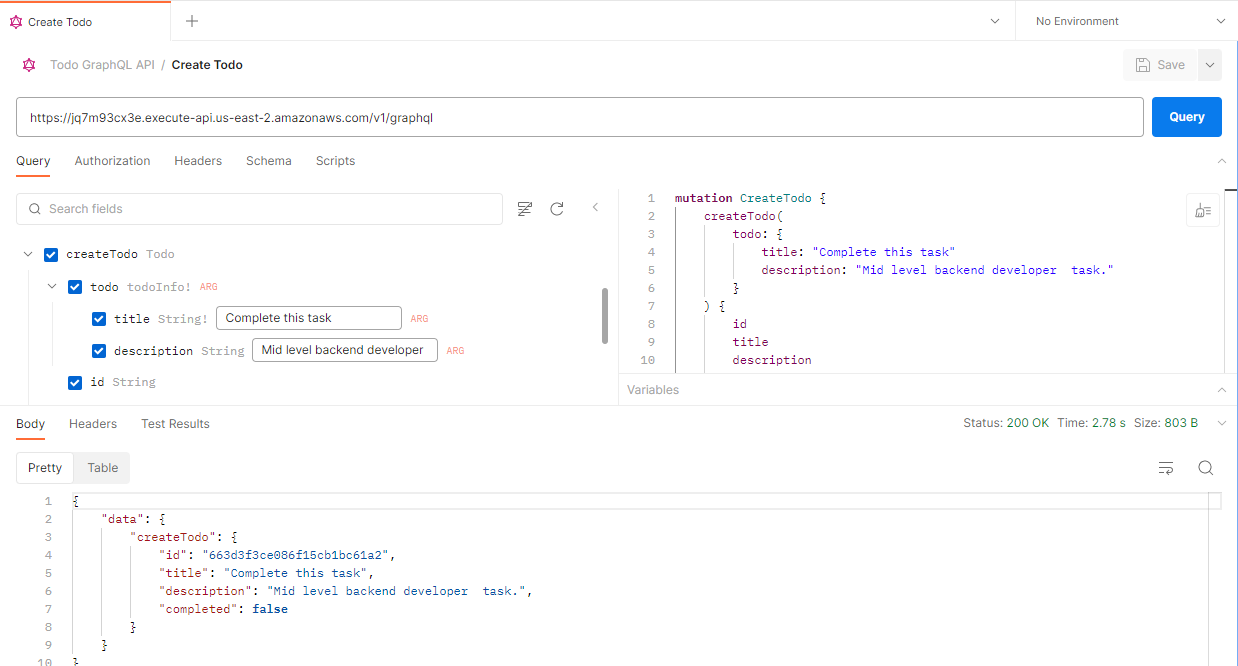 Create Todo
No Environment
Todo GraphQL API / Create Todo
Save
https://jq7m93cx3e.execute-api.us-east-2.amazonaws.com/v1/graphql
Query
Query Authorization Headers Schema Scripts
Search fields
createTodo Todo
todo todoInfo! ARG
title String! Complete this task ARG
description String Mid level backend developer ARG
id String
1 mutation CreateTodo {
2 createTodo(
3 todo: {
4 title: "Complete this task"
5 description: "Mid level backend developer  task."
6 }
7 ) {
8 id
9 title
10 description
Variables
Body Headers Test Results
Status: 200 OK Time: 2.78 s Size: 803 B
Pretty Table
1 {
2 "data": {
3 "createTodo": {
4 "id": "663d3f3ce086f15cb1bc61a2",
5 "title": "Complete this task",
6 "description": "Mid level backend developer  task.",
7 "completed": false
8 }
9 }
10 }